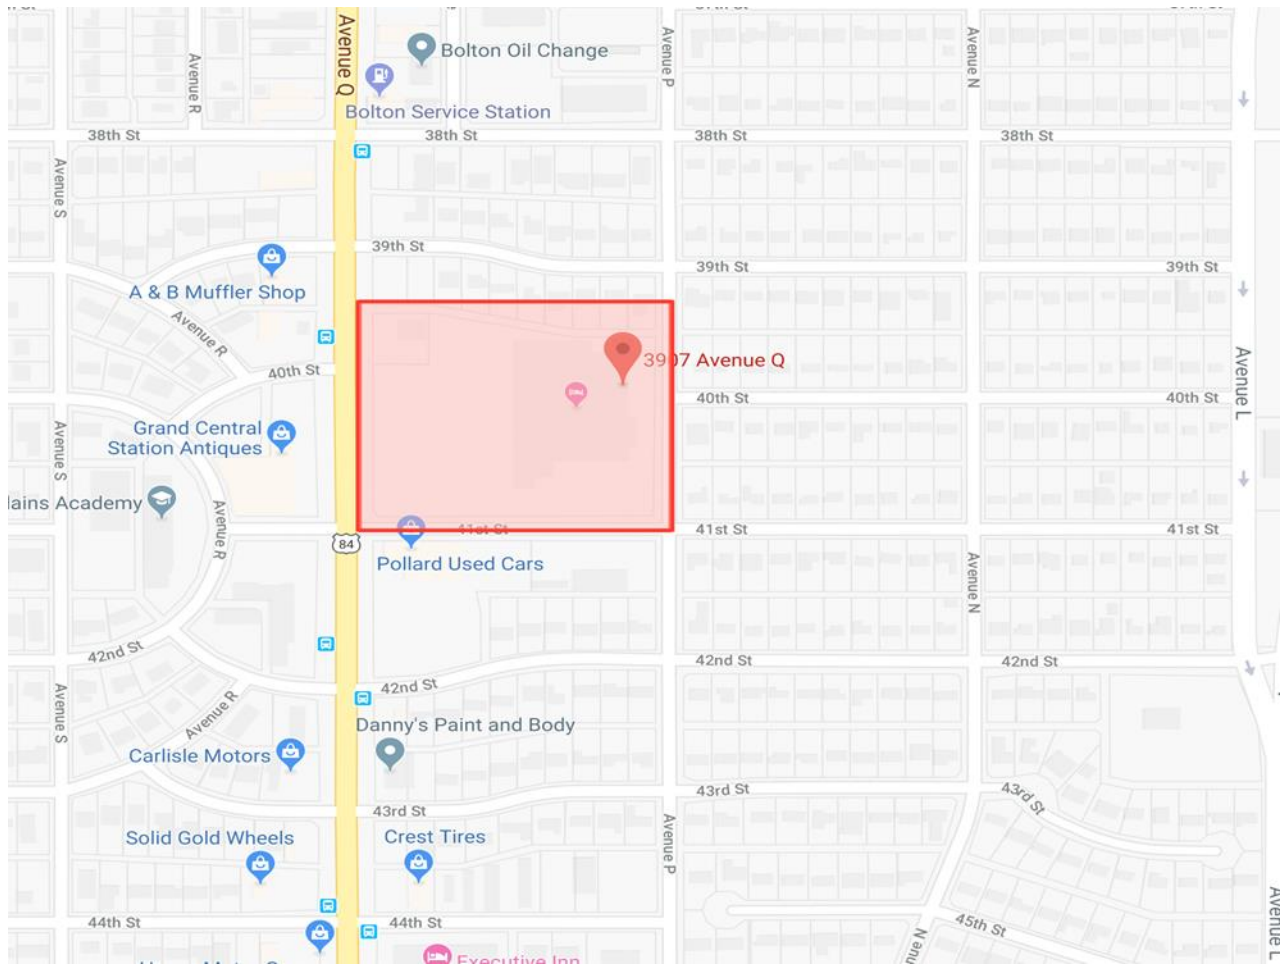 Avenue Q
Bolton Oil Change
Avenue R
Avenue P
Avenue N
Bolton Service Station
38th St
38th St
38th St
38th St
Avenue S
39th St
39th St
39th St
A & B Muffler Shop
Avenue R
3907 Avenue Q
Avenue L
40th St
40th St
40th St
Grand Central
Station Antiques
Avenue S
lains Academy
Avenue R
41st St
41st St
41st St
84
Pollard Used Cars
Avenue N
42nd St
42nd St
42nd St
42nd St
Avenue S
Avenue R
Danny's Paint and Body
Carlisle Motors
43rd St
43rd St
43rd St
Solid Gold Wheels
Crest Tires
Avenue P
44th St
44th St
45th St
Avenue L
Executive Inn